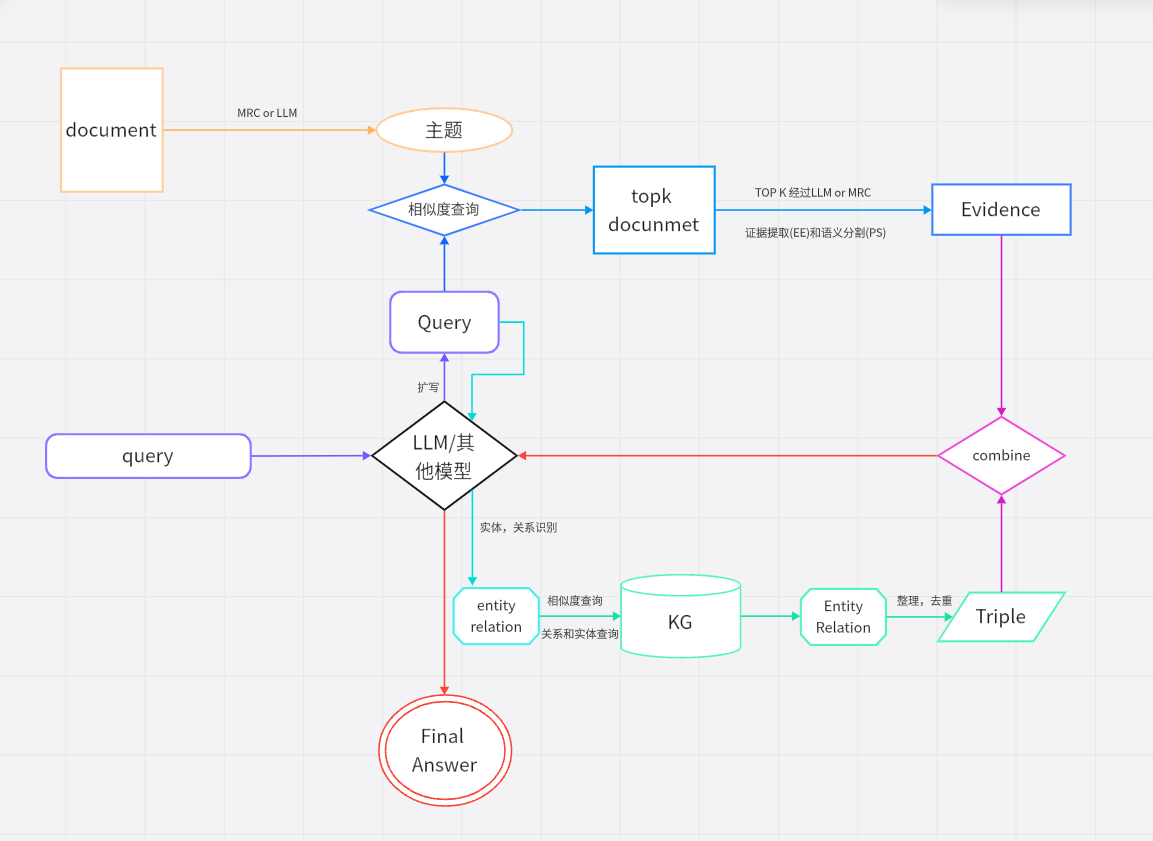 MRC or LLM
document
主题
相似度查询
topk
docunmet
TOP K 经过LLM or MRC
证据提取(EE)和语义分割(PS)
Evidence
Query
扩写
query
LLM/其
他模型
combine
实体，关系识别
entity
relation
相似度查询
关系和实体查询
KG
Entity
Relation
整理，去重
Triple
Final
Answer